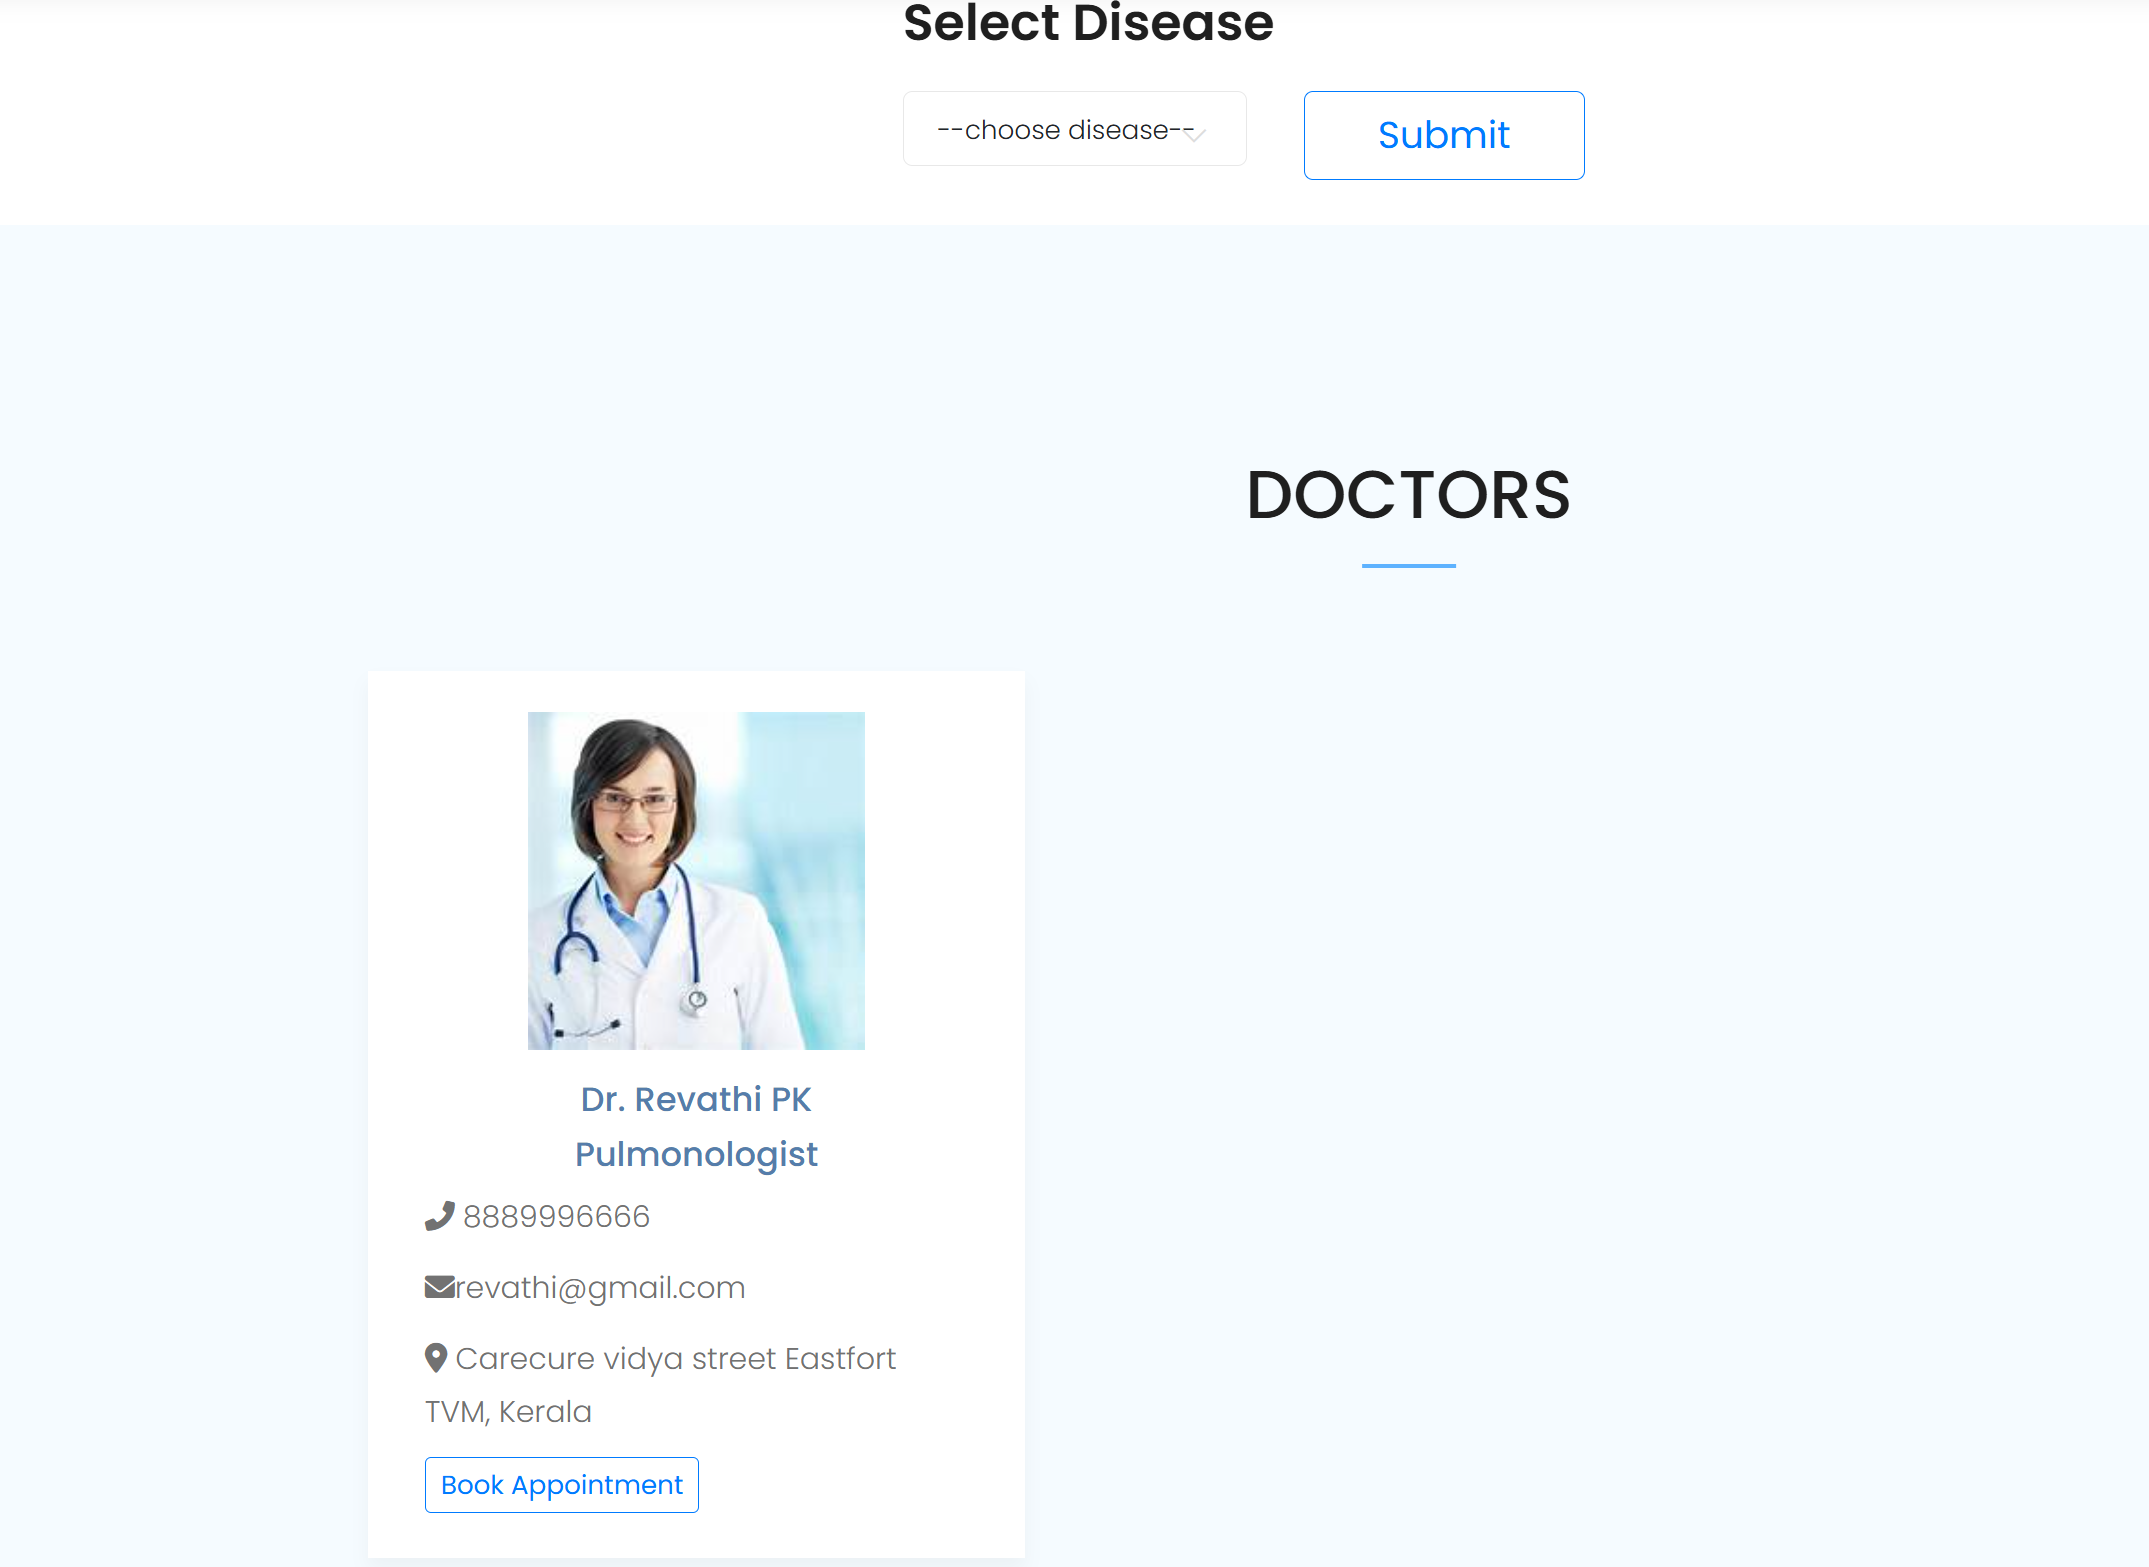 Select Disease
--choose disease--
Submit
DOCTORS
Dr. Revathi PK
Pulmonologist
8889996666
revathi@gmail.com
Carecure vidya street Eastfort
TVM, Kerala
Book Appointment